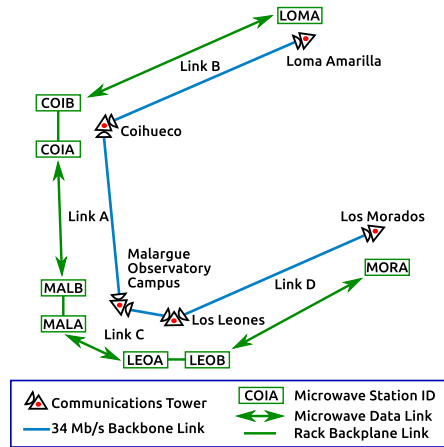 LOMA
Link B
Loma Amarilla
COIB
Coihueco
COIA
Link A
Los Morados
Malargue
Observatory
Campus
MORA
MALB
Link D
MALA
Link C
Los Leones
LEOA
LEOB
Communications Tower
34 Mb/s Backbone Link
COIA Microwave Station ID
Microwave Data Link
Rack Backplane Link